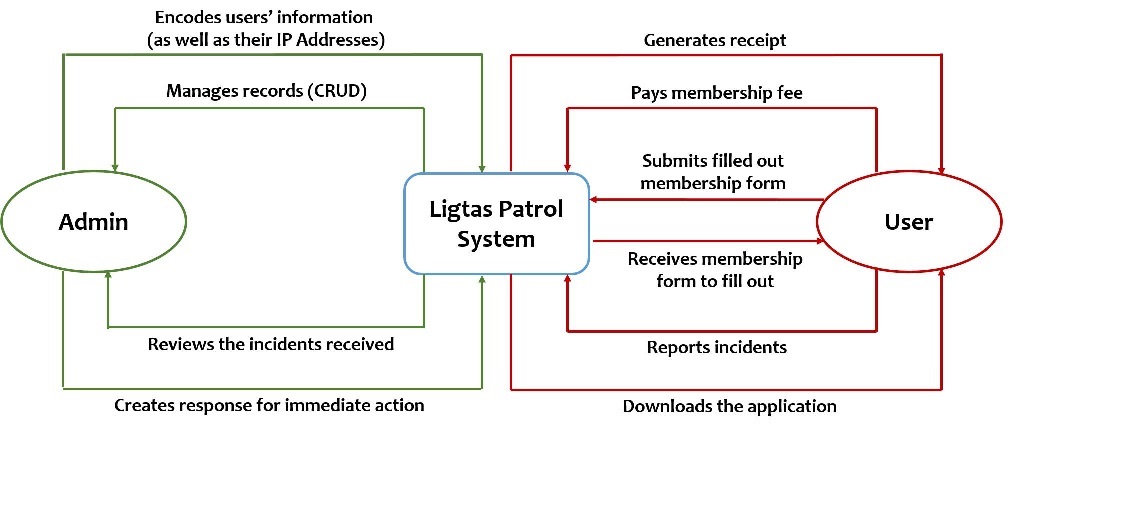 Encodes users’ information
(as well as their IP Addresses)
Generates receipt
Manages records (CRUD)
Pays membership fee
Submits filled out
membership form
Admin
Ligtas Patrol
System
User
Receives membership
form to fill out
Reviews the incidents received
Reports incidents
Creates response for immediate action
Downloads the application